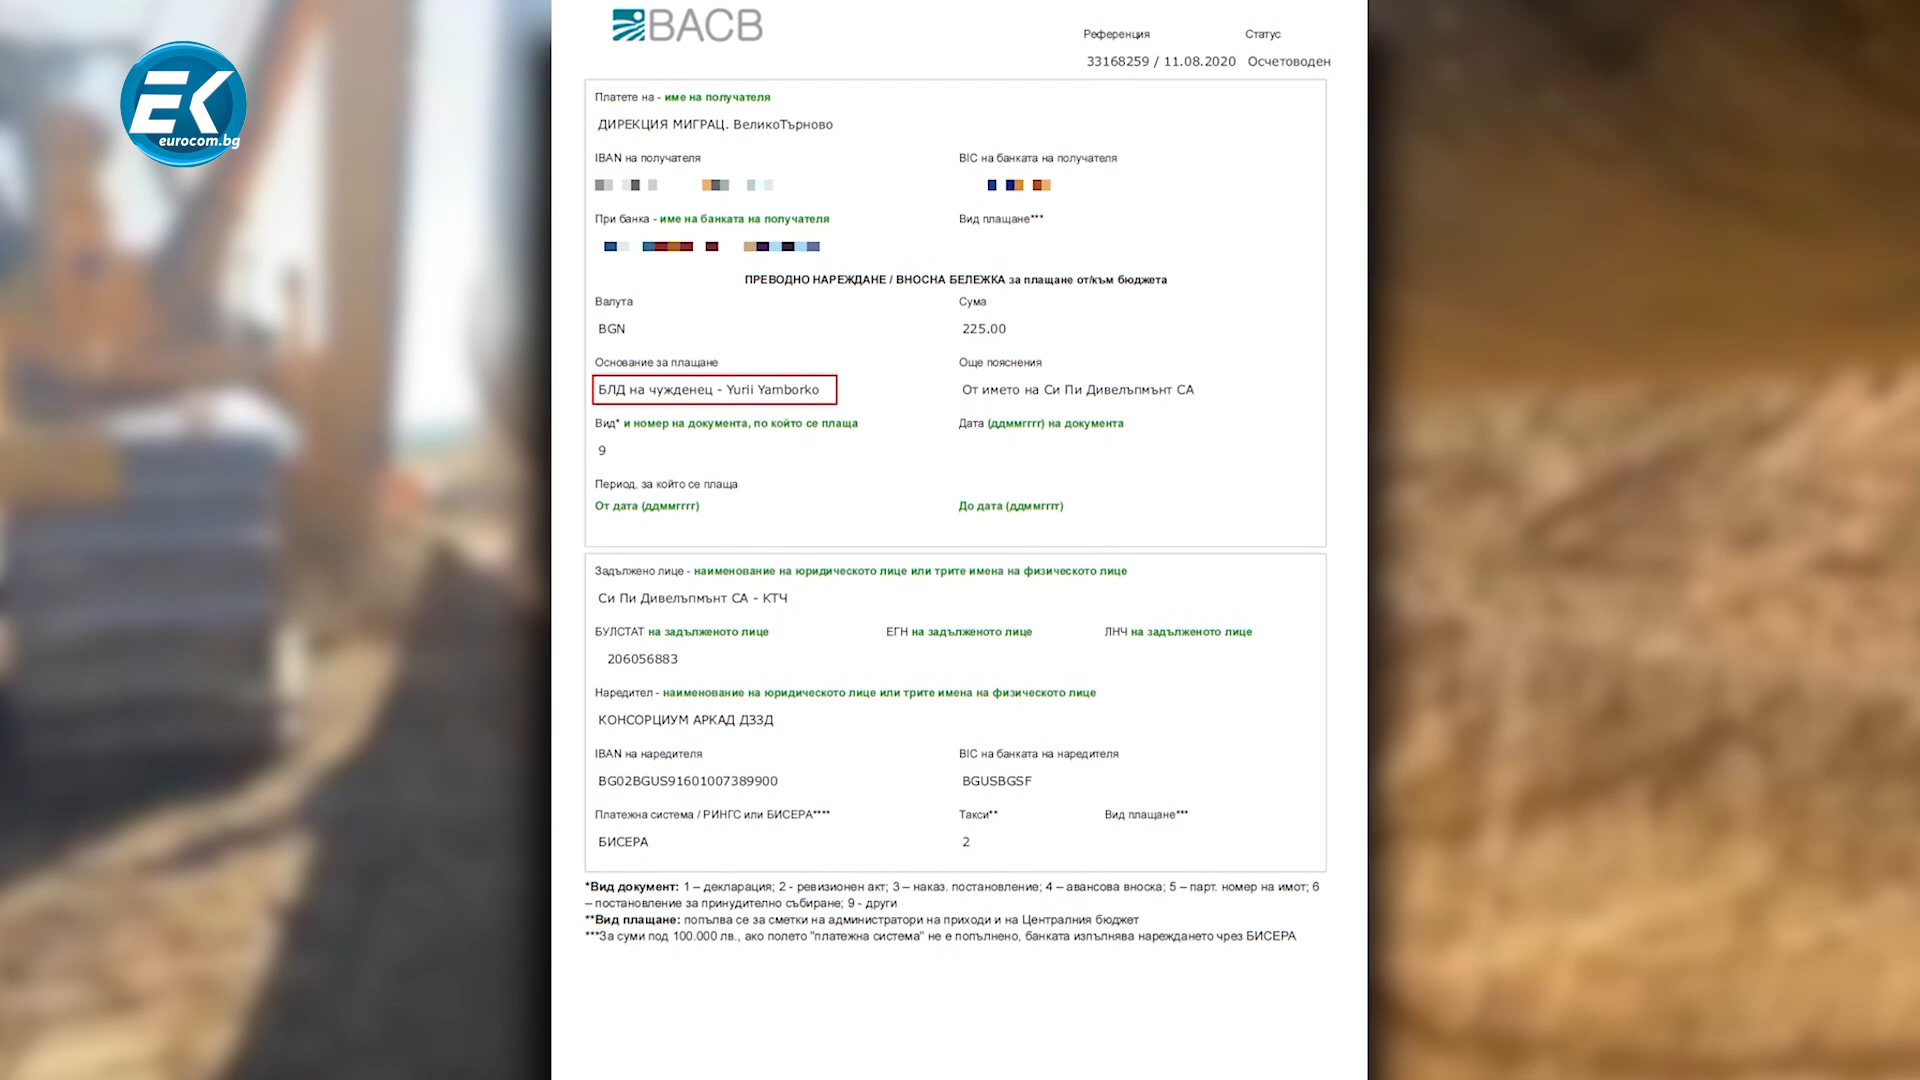 EK
eurocom.bg
BACB
Референция Статус
33168259 / 11.08.2020 Осчетоводен
Платете на - име на получателя
ДИРЕКЦИЯ МИГРАЦ. ВеликоТърново
IBAN на получателя BIC на банката на получателя
При банка - име на банката на получателя Вид плащане***
ПРЕВОДНО НАРЕЖДАНЕ / ВНОСНА БЕЛЕЖКА за плащане от/към бюджета
Валута Сума
BGN 225.00
Основание за плащане Още пояснения
БЛД на чужденец - Yurii Yamborko От името на Си Пи Дивелъпмънт СА
Вид* и номер на документа, по който се плаща Дата (ддммгггг) на документа
9
Период, за който се плаща
От дата (ддммгггг) До дата (ддммгггг)
Задължено лице - наименование на юридическото лице или трите имена на физическото лице
Си Пи Дивелъпмънт СА - КТЧ
БУЛСТАТ на задълженото лице ЕГН на задълженото лице ЛНЧ на задълженото лице
206056883
Наредител - наименование на юридическото лице или трите имена на физическото лице
КОНСОРЦИУМ АРКАД ДЗЗД
IBAN на наредителя BIC на банката на наредителя
BG02BGUS91601007389900 BGUSBGSF
Платежна система / РИНГС или БИСЕРА**** Такси** Вид плащане***
БИСЕРА 2
*Вид документ: 1 – декларация; 2 - ревизионен акт; 3 – наказ. постановление; 4 – авансова вноска; 5 – парт. номер на имот; 6
– постановление за принудително събиране; 9 - други
**Вид плащане: попълва се за сметки на администратори на приходи и на Централния бюджет
***За суми под 100.000 лв., ако полето "платежна система" не е попълнено, банката изпълнява нареждането чрез БИСЕРА